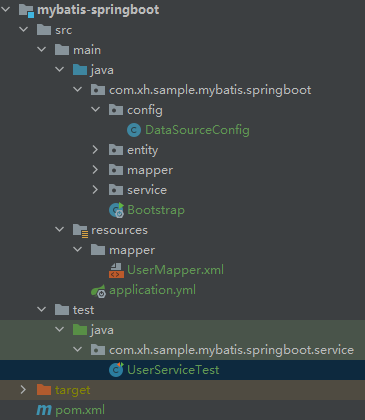 mybatis-springboot
src
main
java
com.xh.sample.mybatis.springboot
config
DataSourceConfig
entity
mapper
service
Bootstrap
resources
mapper
UserMapper.xml
application.yml
test
java
com.xh.sample.mybatis.springboot.service
UserServiceTest
target
pom.xml